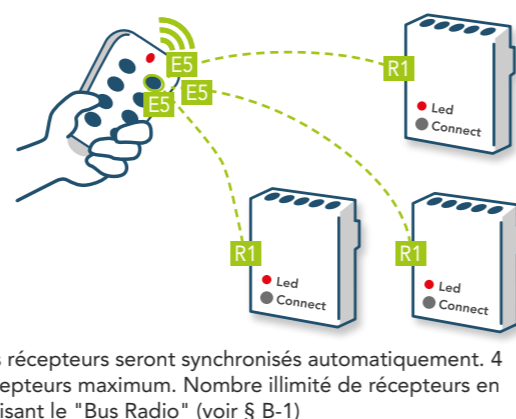 E5
R1
E5
E5
Led
Connect
R1
R1
Led
Connect
Led
Connect
s récepteurs seront synchronisés automatiquement. 4
cepteurs maximum. Nombre illimité de récepteurs en
isant le "Bus Radio" (voir § B-1)